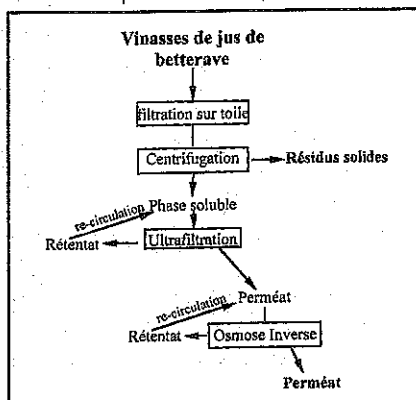 Vinasses de jus de
betterave
filtration sur toile
Centrifugation
Résidus solides
re-circulation
Phase soluble
Rétentat
Ultrafiltration
re-circulation
Perméat
Rétentat
Osmose Inverse
Perméat